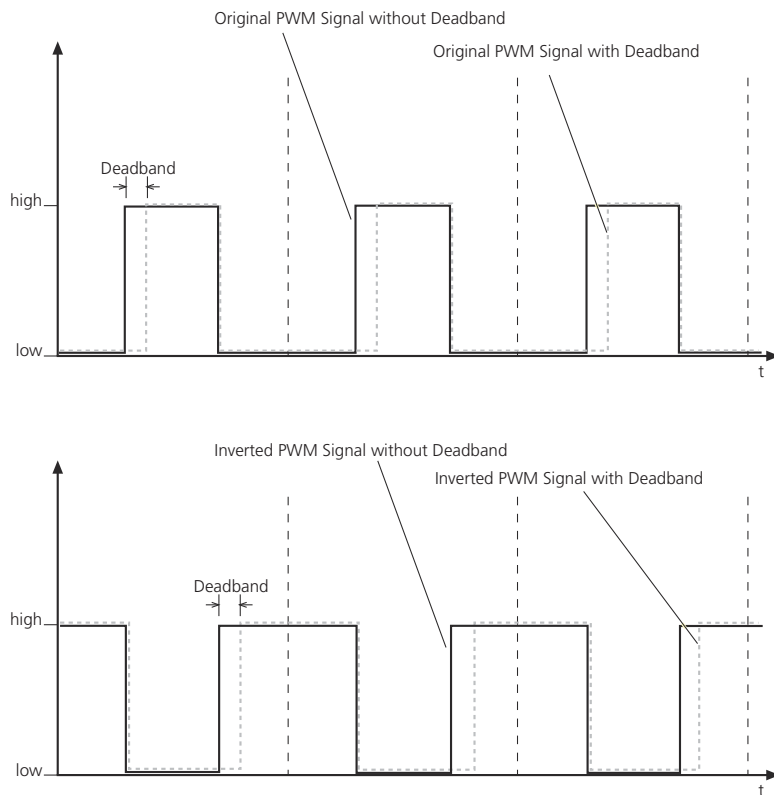 Original PWM Signal without Deadband
Original PWM Signal with Deadband
Deadband
high
low
t
Inverted PWM Signal without Deadband
Inverted PWM Signal with Deadband
Deadband
high
low
t